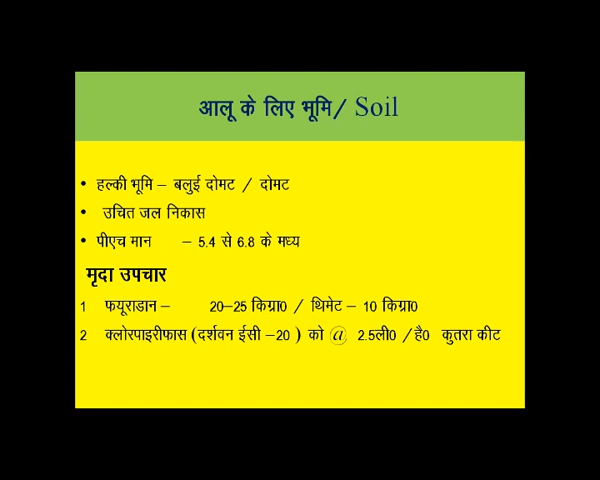 आलू के लिए भूमि/ Soil
• हल्की भूमि – बलुई दोमट / दोमट
• उचित जल निकास
• पीएच मान – 5.4 से 6.8 के मध्य
मृदा उपचार
1 फयूराडान – 20–25 किग्रा0 / थिमेट – 10 किग्रा0
2 क्लोरपाइरीफास (दर्शवन ईसी –20 ) को @ 2.5ली0 /है0 कुतरा कीट